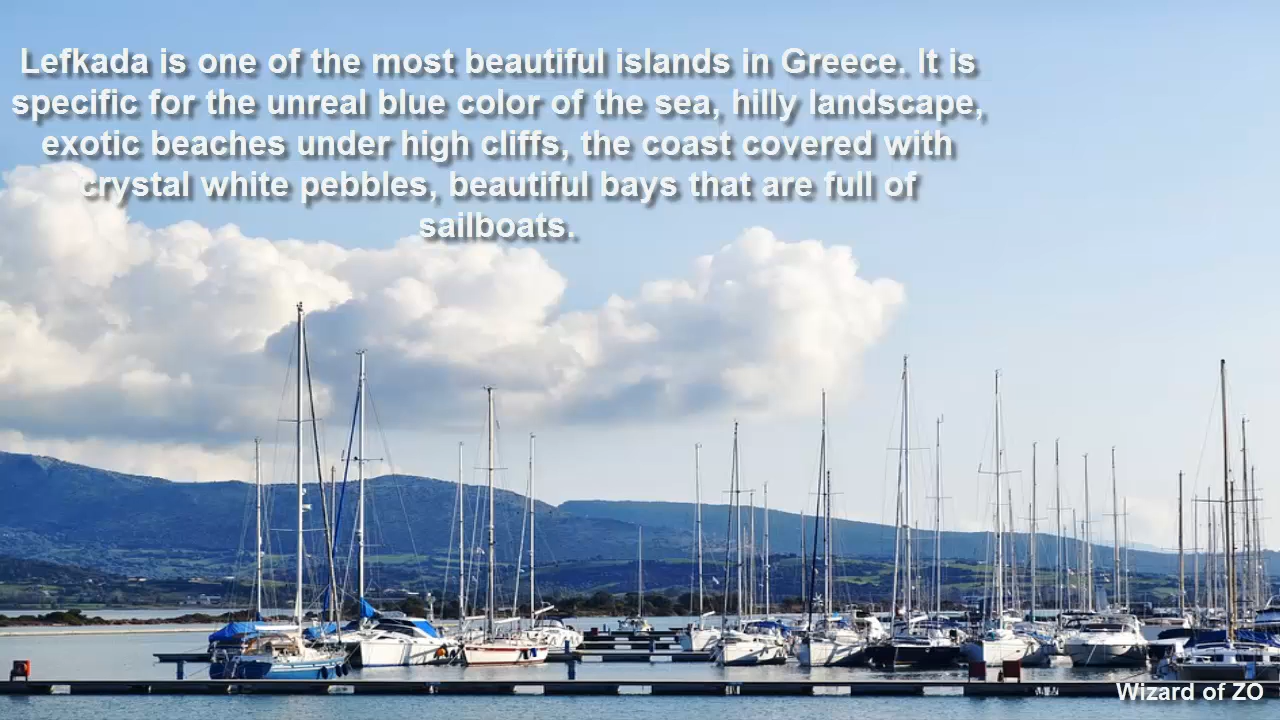 Lefkada is one of the most beautiful islands in Greece. It is
specific for the unreal blue color of the sea, hilly landscape,
exotic beaches under high cliffs, the coast covered with
crystal white pebbles, beautiful bays that are full of
sailboats.
Wizard of ZO